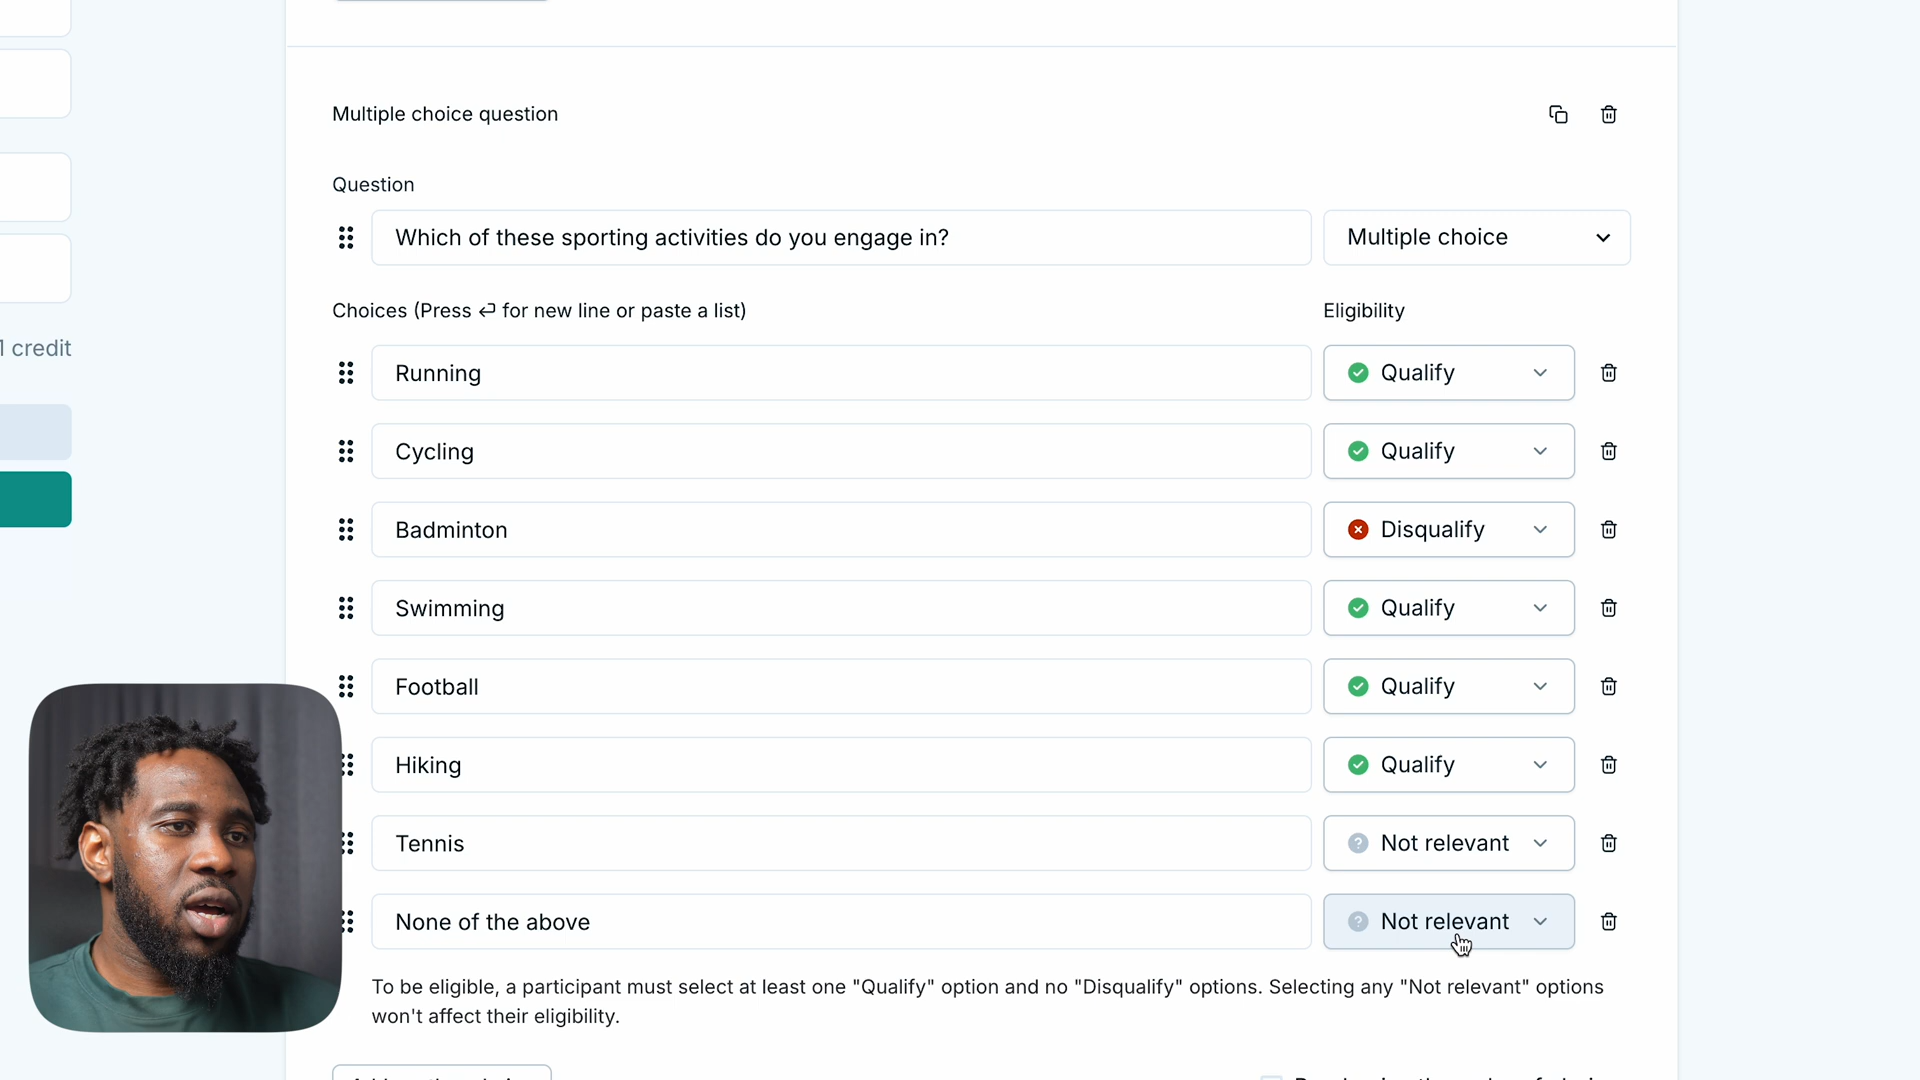 Multiple choice question
Question
Which of these sporting activities do you engage in?
Multiple choice
Choices (Press ⏎ for new line or paste a list)
Eligibility
1 credit
Running
Qualify
Cycling
Qualify
Badminton
Disqualify
Swimming
Qualify
Football
Qualify
Hiking
Qualify
Tennis
Not relevant
None of the above
Not relevant
To be eligible, a participant must select at least one "Qualify" option and no "Disqualify" options. Selecting any "Not relevant" options
won't affect their eligibility.